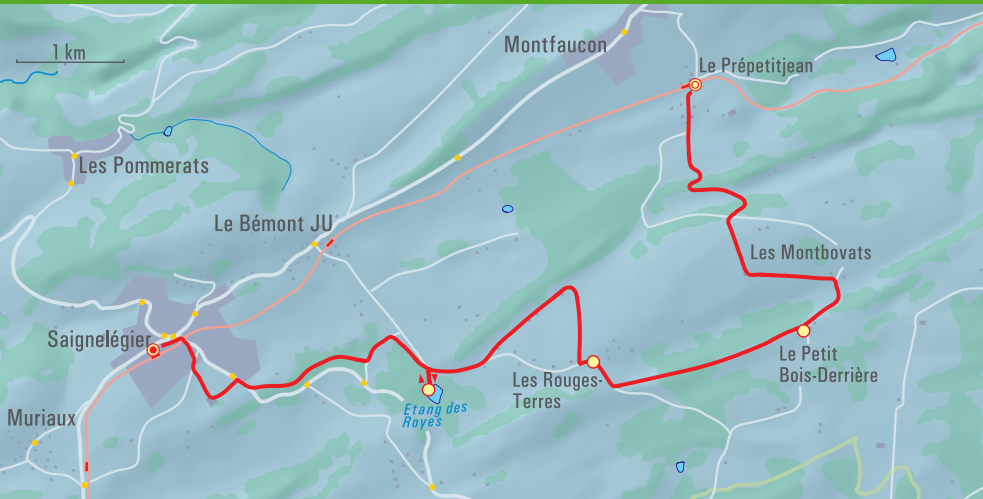 1 km
Montfaucon
Le Prépetitjean
Les Pommerats
Le Bémont JU
Les Montbovats
Saignelégier
Le Petit
Bois-Derrière
Les Rouges-
Terres
Etang des
Royes
Muriaux